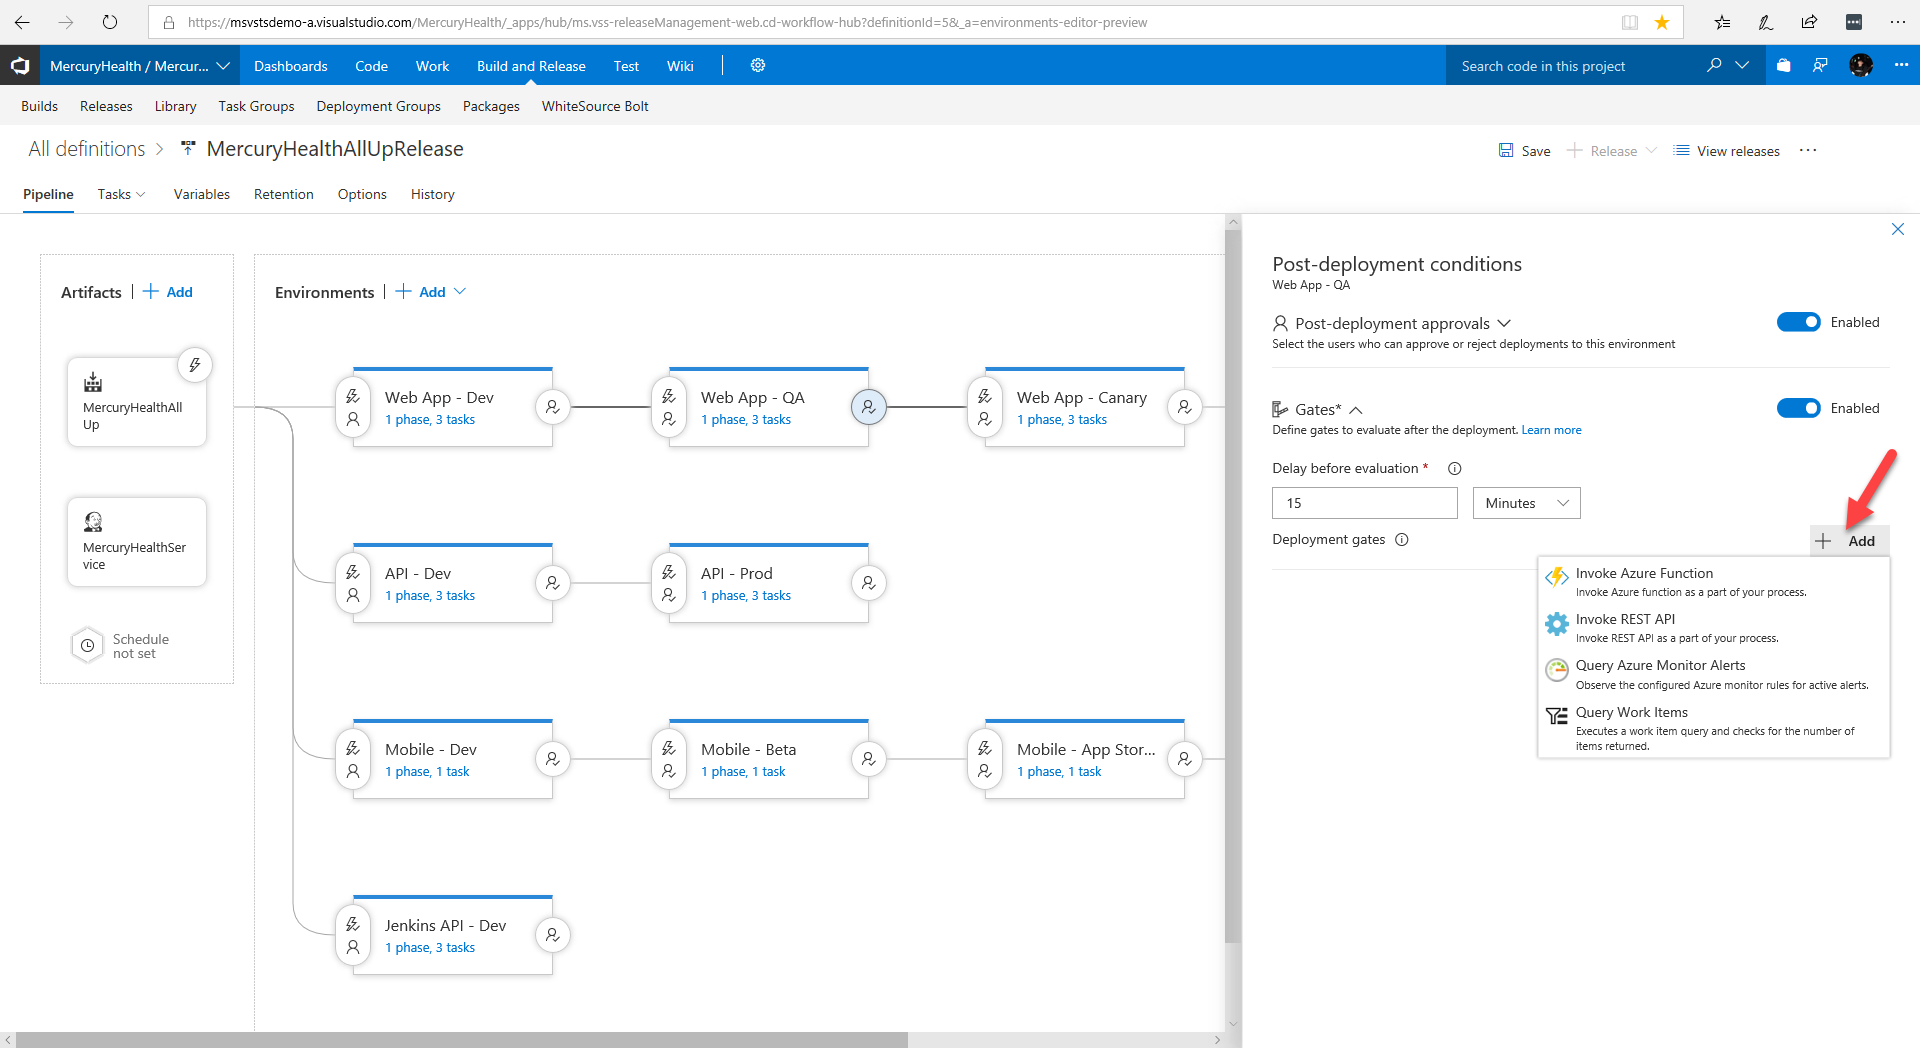 https://msvstsdemo-a.visualstudio.com/MercuryHealth/_apps/hub/ms.vss-releaseManagement-web.cd-workflow-hub?definitionId=5&_a=environments-editor-preview
MercuryHealth / Mercur...
Dashboards
Code
Work
Build and Release
Test
Wiki
Search code in this project
Builds
Releases
Library
Task Groups
Deployment Groups
Packages
WhiteSource Bolt
All definitions
MercuryHealthAllUpRelease
Save
Release
View releases
Pipeline
Tasks
Variables
Retention
Options
History
Artifacts
Add
MercuryHealthAll
Up
MercuryHealthSer
vice
Schedule
not set
Environments
Add
Web App - Dev
1 phase, 3 tasks
Web App - QA
1 phase, 3 tasks
Web App - Canary
1 phase, 3 tasks
API - Dev
1 phase, 3 tasks
API - Prod
1 phase, 3 tasks
Mobile - Dev
1 phase, 1 task
Mobile - Beta
1 phase, 1 task
Mobile - App Stor...
1 phase, 1 task
Jenkins API - Dev
1 phase, 3 tasks
Post-deployment conditions
Web App - QA
Post-deployment approvals
Enabled
Select the users who can approve or reject deployments to this environment
Gates*
Enabled
Define gates to evaluate after the deployment. Learn more
Delay before evaluation *
15
Minutes
Deployment gates
Add
Invoke Azure Function
Invoke Azure function as a part of your process.
Invoke REST API
Invoke REST API as a part of your process.
Query Azure Monitor Alerts
Observe the configured Azure monitor rules for active alerts.
Query Work Items
Executes a work item query and checks for the number of
items returned.